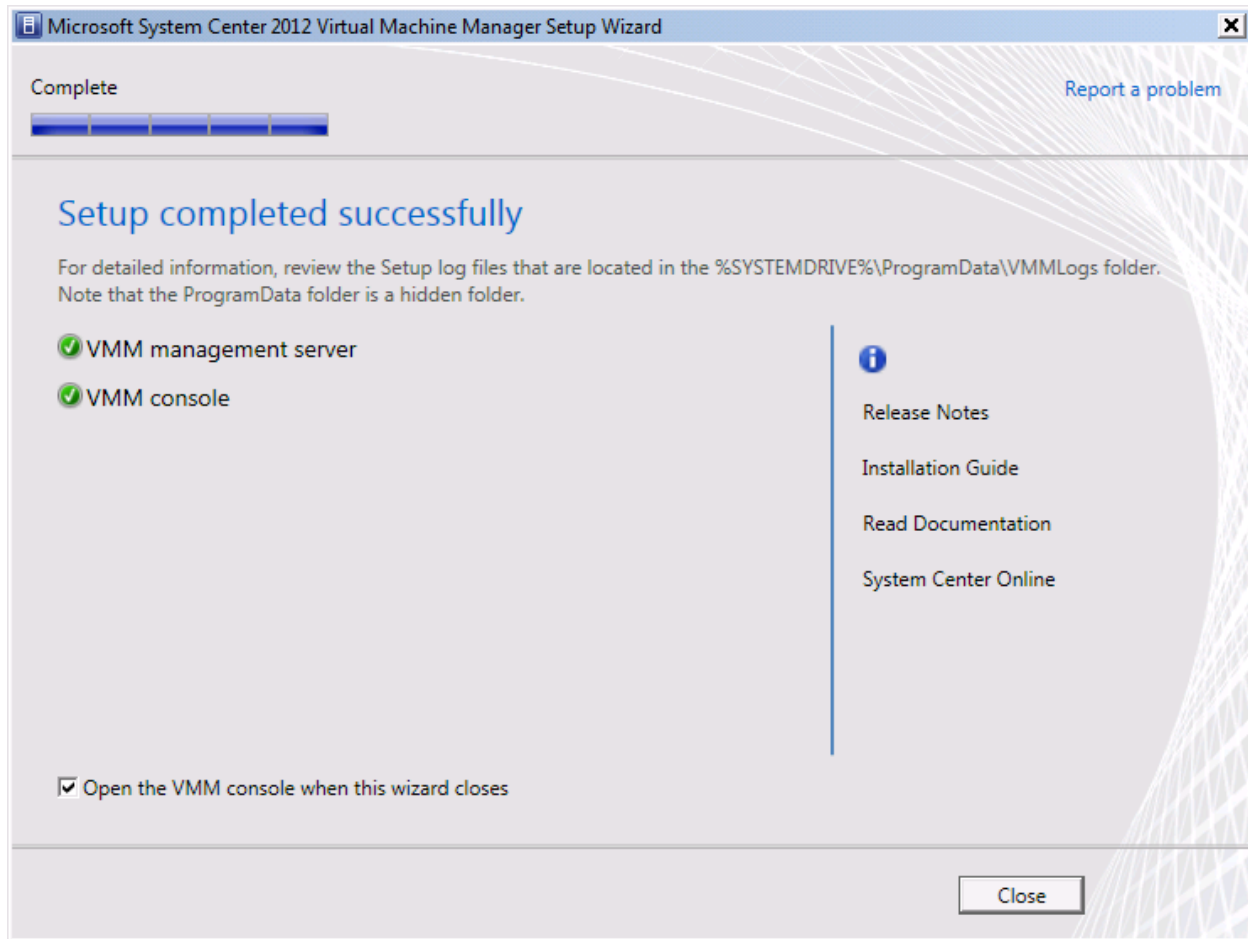 Microsoft System Center 2012 Virtual Machine Manager Setup Wizard
Complete
Report a problem
Setup completed successfully
For detailed information, review the Setup log files that are located in the %SYSTEMDRIVE%\ProgramData\VMMLogs folder.
Note that the ProgramData folder is a hidden folder.
VMM management server
VMM console
Release Notes
Installation Guide
Read Documentation
System Center Online
Open the VMM console when this wizard closes
Close